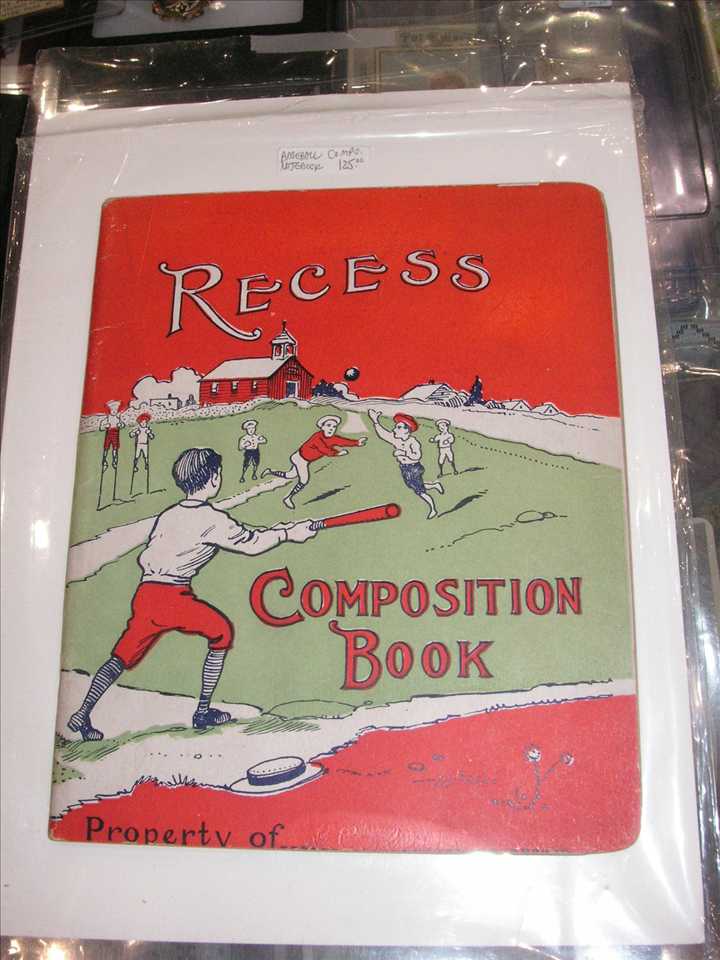 BASEBALL COMPO.
NOTEBOOK 125.00
RECESS
COMPOSITION
BOOK
Property of